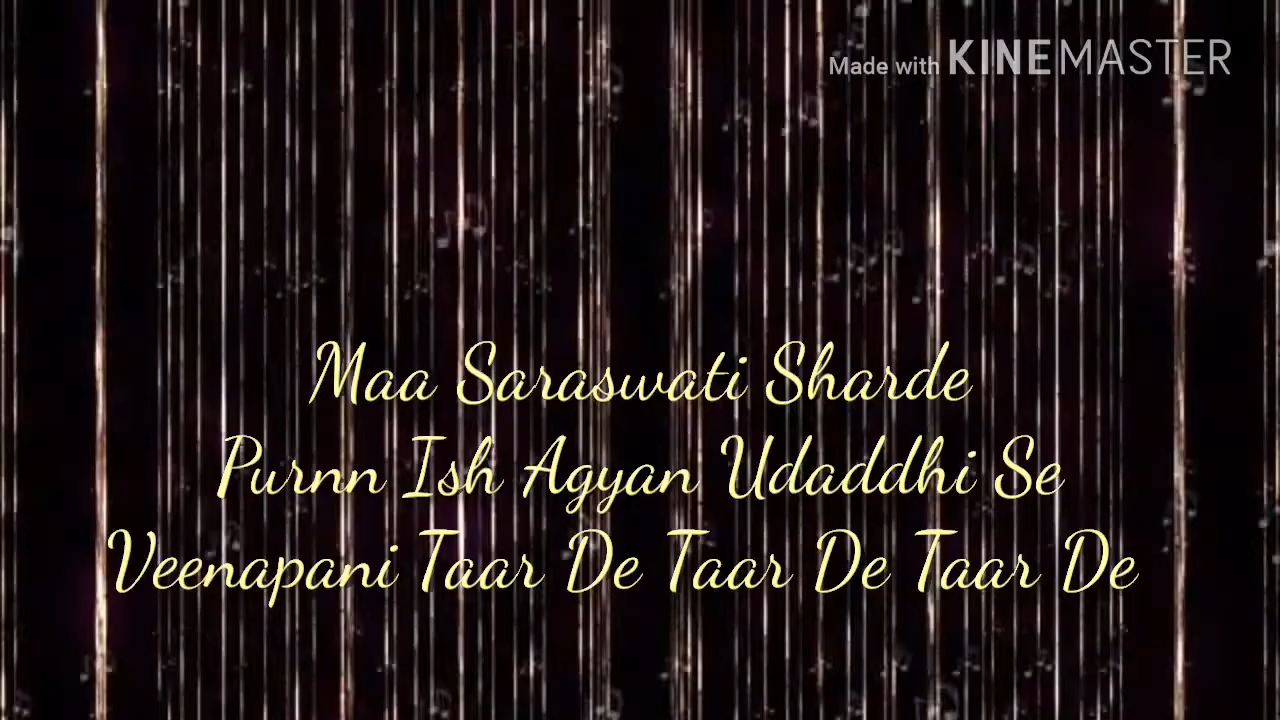 Made with KINEMASTER
Maa Saraswati Sharde
Purnn Ish Agyan Udaddhi Se
Veenapani Taar De Taar De Taar De